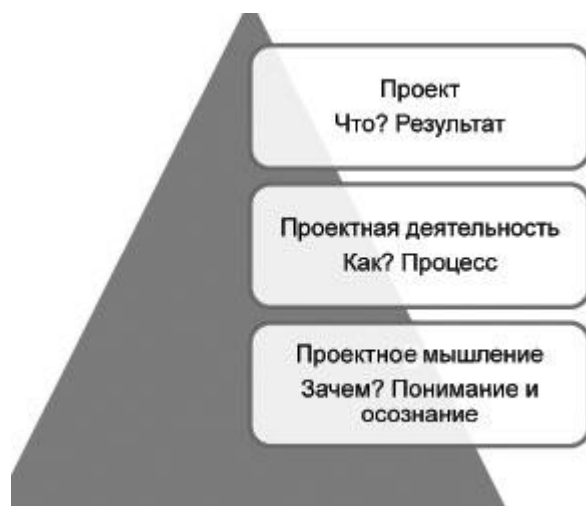 Проект
Что? Результат
Проектная деятельность
Как? Процесс
Проектное мышление
Зачем? Понимание и
осознание